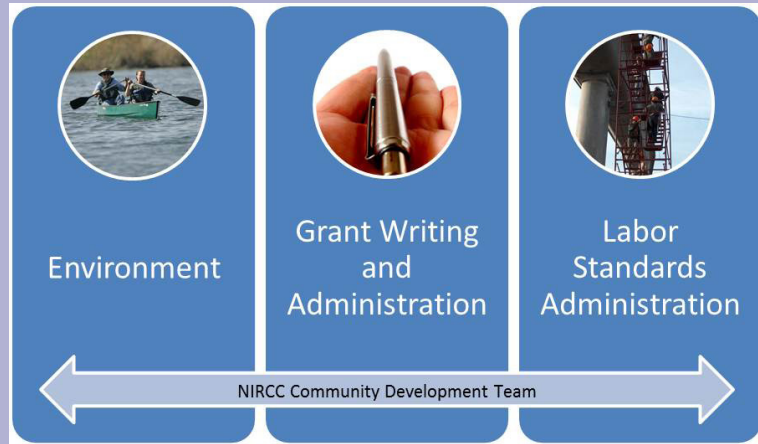 Environment
Grant Writing
and
Administration
Labor
Standards
Administration
NIRCC Community Development Team